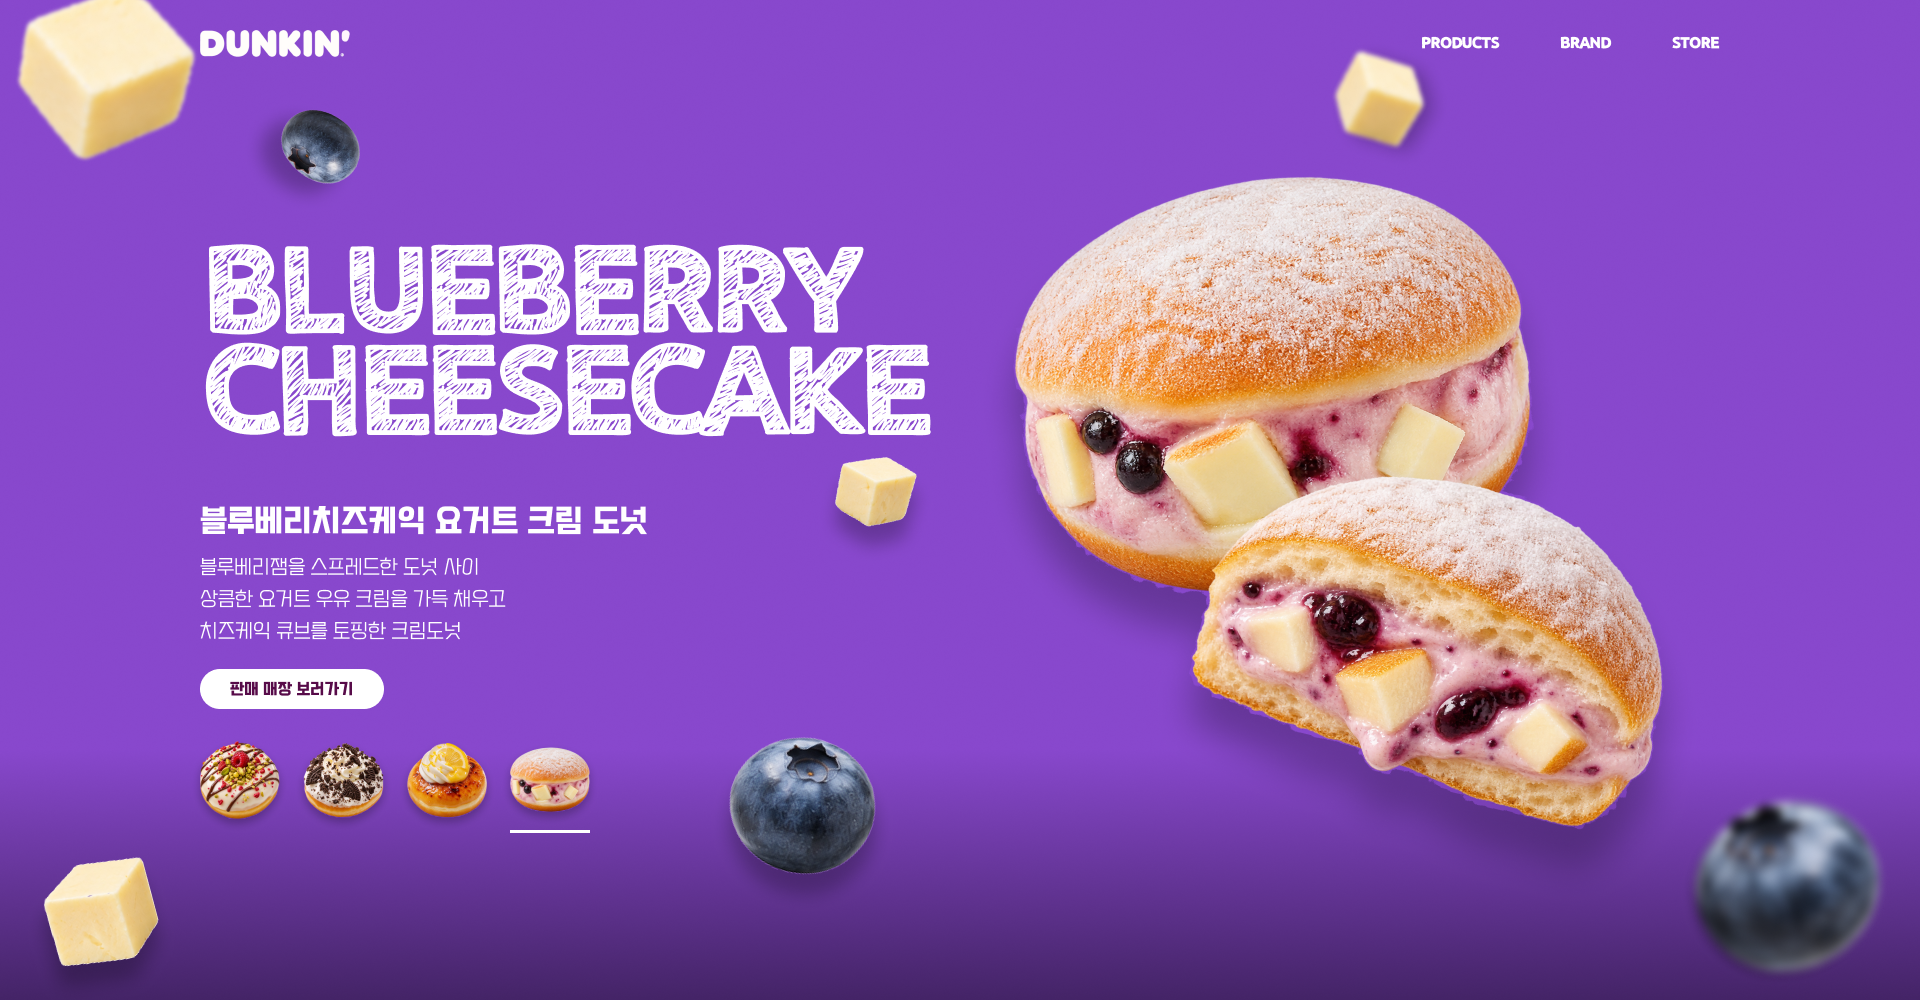 DUNKIN'
PRODUCTS
BRAND
STORE
BLUEBERRY
CHEESECAKE
블루베리치즈케익 요거트 크림 도넛
블루베리잼을 스프레드한 도넛 사이
상큼한 요거트 우유 크림을 가득 채우고
치즈케익 큐브를 토핑한 크림도넛
판매 매장 보러가기